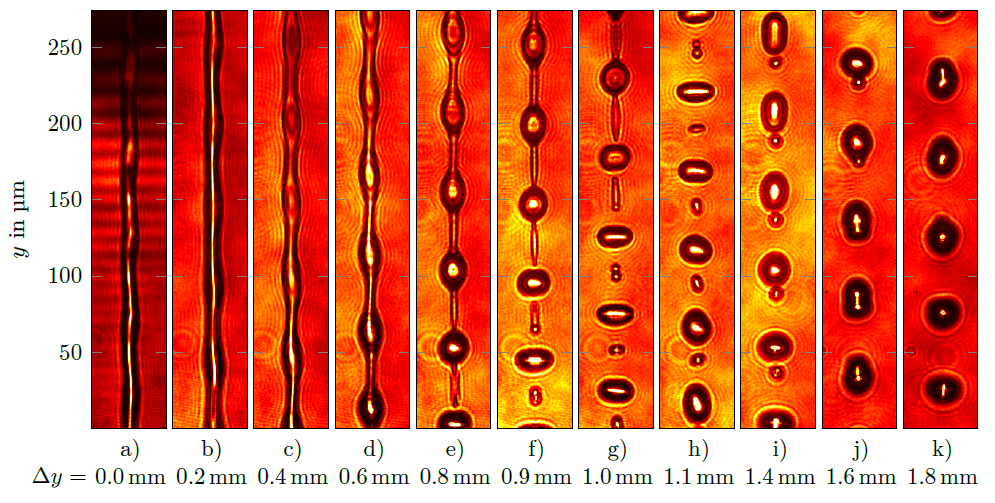 250
200
150
100
50
y in µm
a) b) c) d) e) f) g) h) i) j) k)
Δy = 0.0 mm 0.2 mm 0.4 mm 0.6 mm 0.8 mm 0.9 mm 1.0 mm 1.1 mm 1.4 mm 1.6 mm 1.8 mm